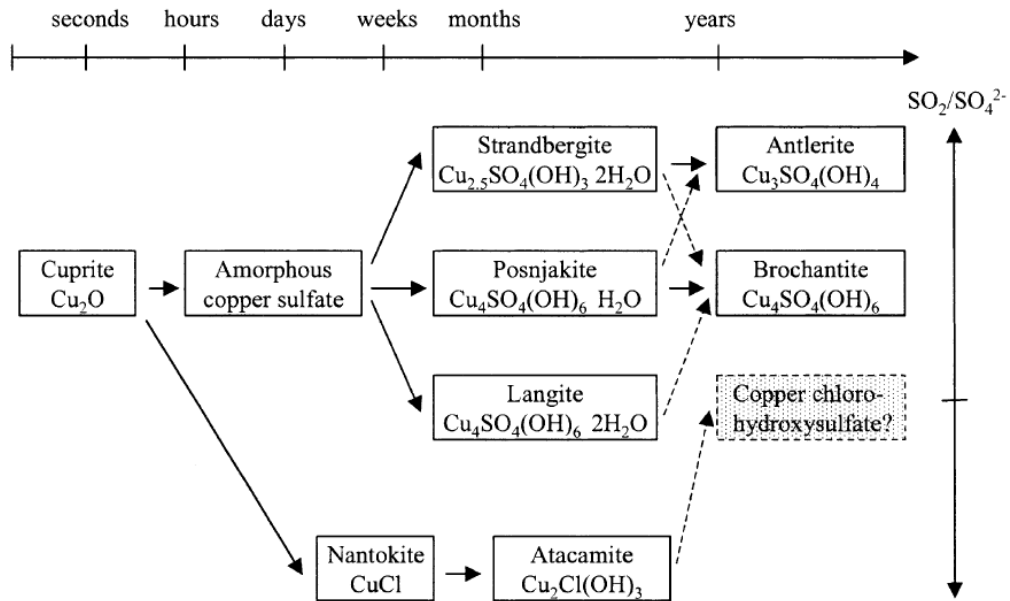 seconds hours days weeks months years
SO₂/SO₄²⁻
Strandbergite
Cu₂.₅SO₄(OH)₃ 2H₂O
Antlerite
Cu₃SO₄(OH)₄
Cuprite
Cu₂O
Amorphous
copper sulfate
Posnjakite
Cu₄SO₄(OH)₆ H₂O
Brochantite
Cu₄SO₄(OH)₆
Langite
Cu₄SO₄(OH)₆ 2H₂O
Copper chloro-
hydroxysulfate?
Nantokite
CuCl
Atacamite
Cu₂Cl(OH)₃